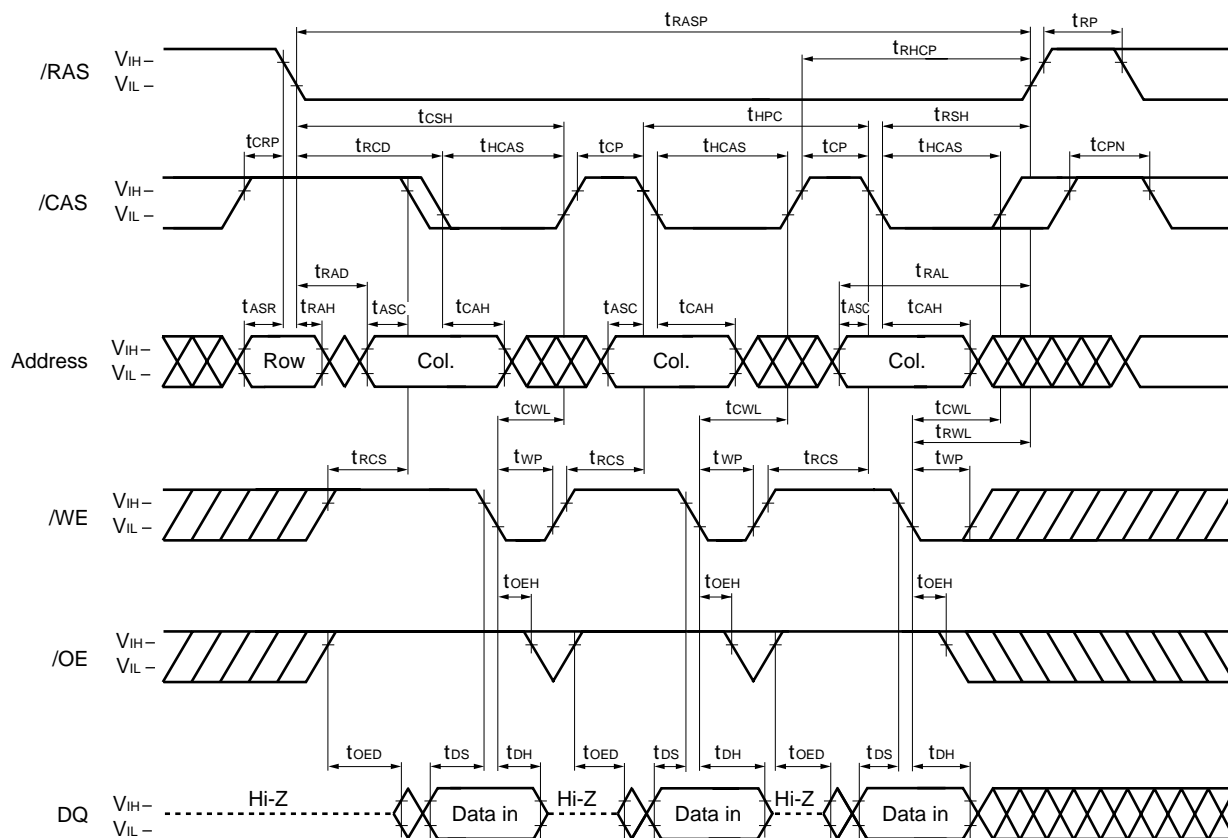 tRASP
tRP
tRHCP
/RAS
VIH –
VIL –
tCSH
tHPC
tRSH
tCRP
tRCD
tHCAS
tCP
tHCAS
tCP
tHCAS
tCPN
/CAS
VIH –
VIL –
tRAD
tRAL
tASR
tRAH
tASC
tCAH
tASC
tCAH
tASC
tCAH
Address
VIH –
VIL –
Row
Col.
Col.
Col.
tCWL
tCWL
tCWL
tRWL
tRCS
tWP
tRCS
tWP
tRCS
tWP
/WE
VIH –
VIL –
tOEH
tOEH
tOEH
/OE
VIH –
VIL –
tOED
tDS
tDH
tOED
tDS
tDH
tOED
tDS
tDH
DQ
VIH –
VIL –
Hi-Z
Data in
Hi-Z
Data in
Hi-Z
Data in